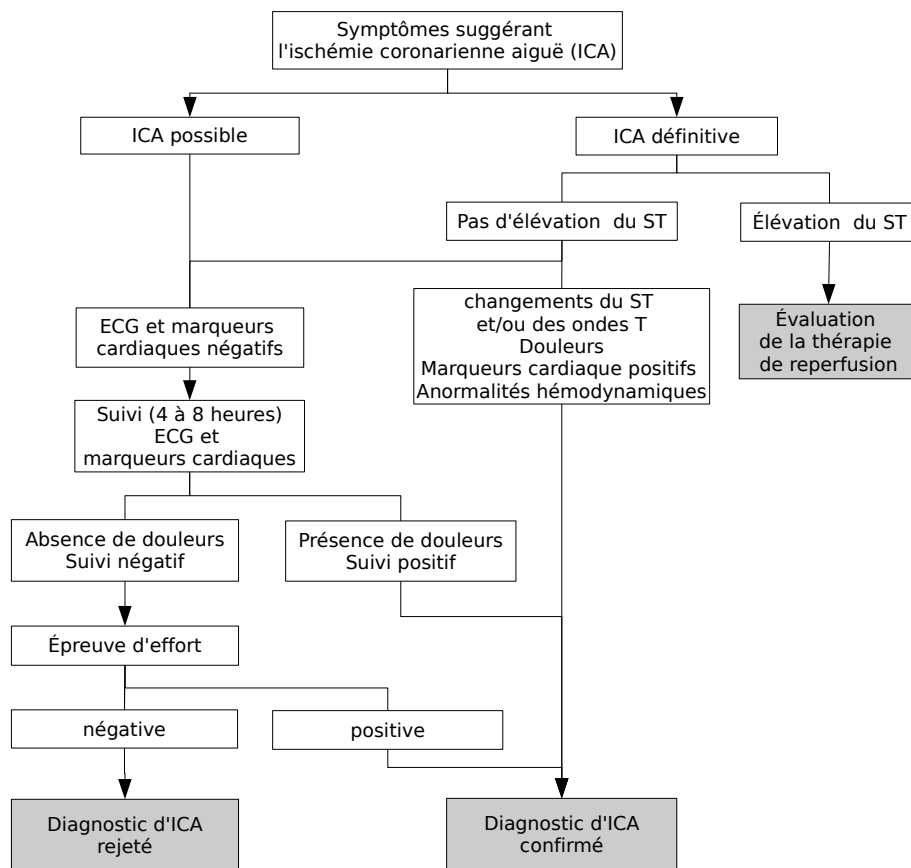 Symptômes suggérant
l'ischémie coronarienne aiguë (ICA)
ICA possible
ICA définitive
Pas d'élévation du ST
Élévation du ST
ECG et marqueurs
cardiaques négatifs
changements du ST
et/ou des ondes T
Douleurs
Marqueurs cardiaque positifs
Anormalités hémodynamiques
Évaluation
de la thérapie
de reperfusion
Suivi (4 à 8 heures)
ECG et
marqueurs cardiaques
Absence de douleurs
Suivi négatif
Présence de douleurs
Suivi positif
Épreuve d'effort
négative
positive
Diagnostic d'ICA
rejeté
Diagnostic d'ICA
confirmé